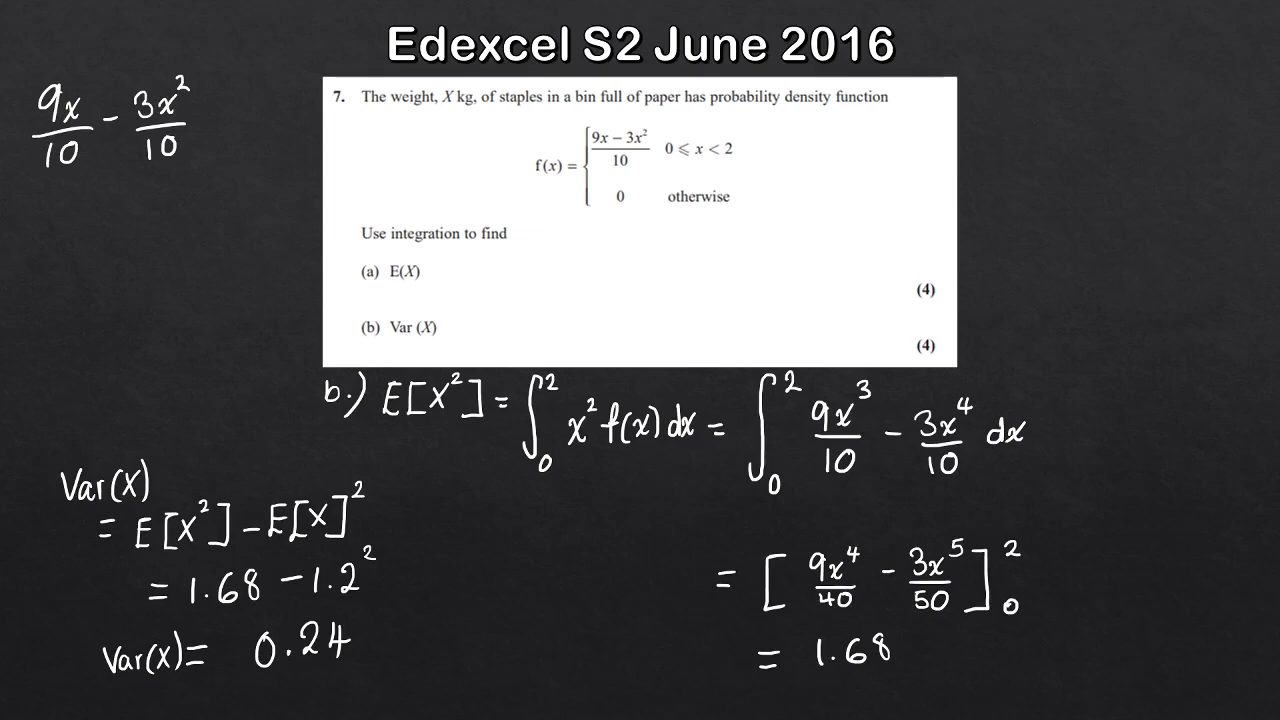 Edexcel S2 June 2016
9x/10 - 3x²/10
7. The weight, X kg, of staples in a bin full of paper has probability density function
f(x) = { (9x – 3x²)/10 0 ⩽ x < 2
0 otherwise
Use integration to find
(a) E(X)
(4)
(b) Var (X)
(4)
b.) E[X²] = ∫₀² x² f(x) dx = ∫₀² 9x³/10 - 3x⁴/10 dx
= [ 9x⁴/40 - 3x⁵/50 ]₀²
= 1.68
Var(X)
= E[X²] - E[X]²
= 1.68 - 1.2²
Var(x) = 0.24